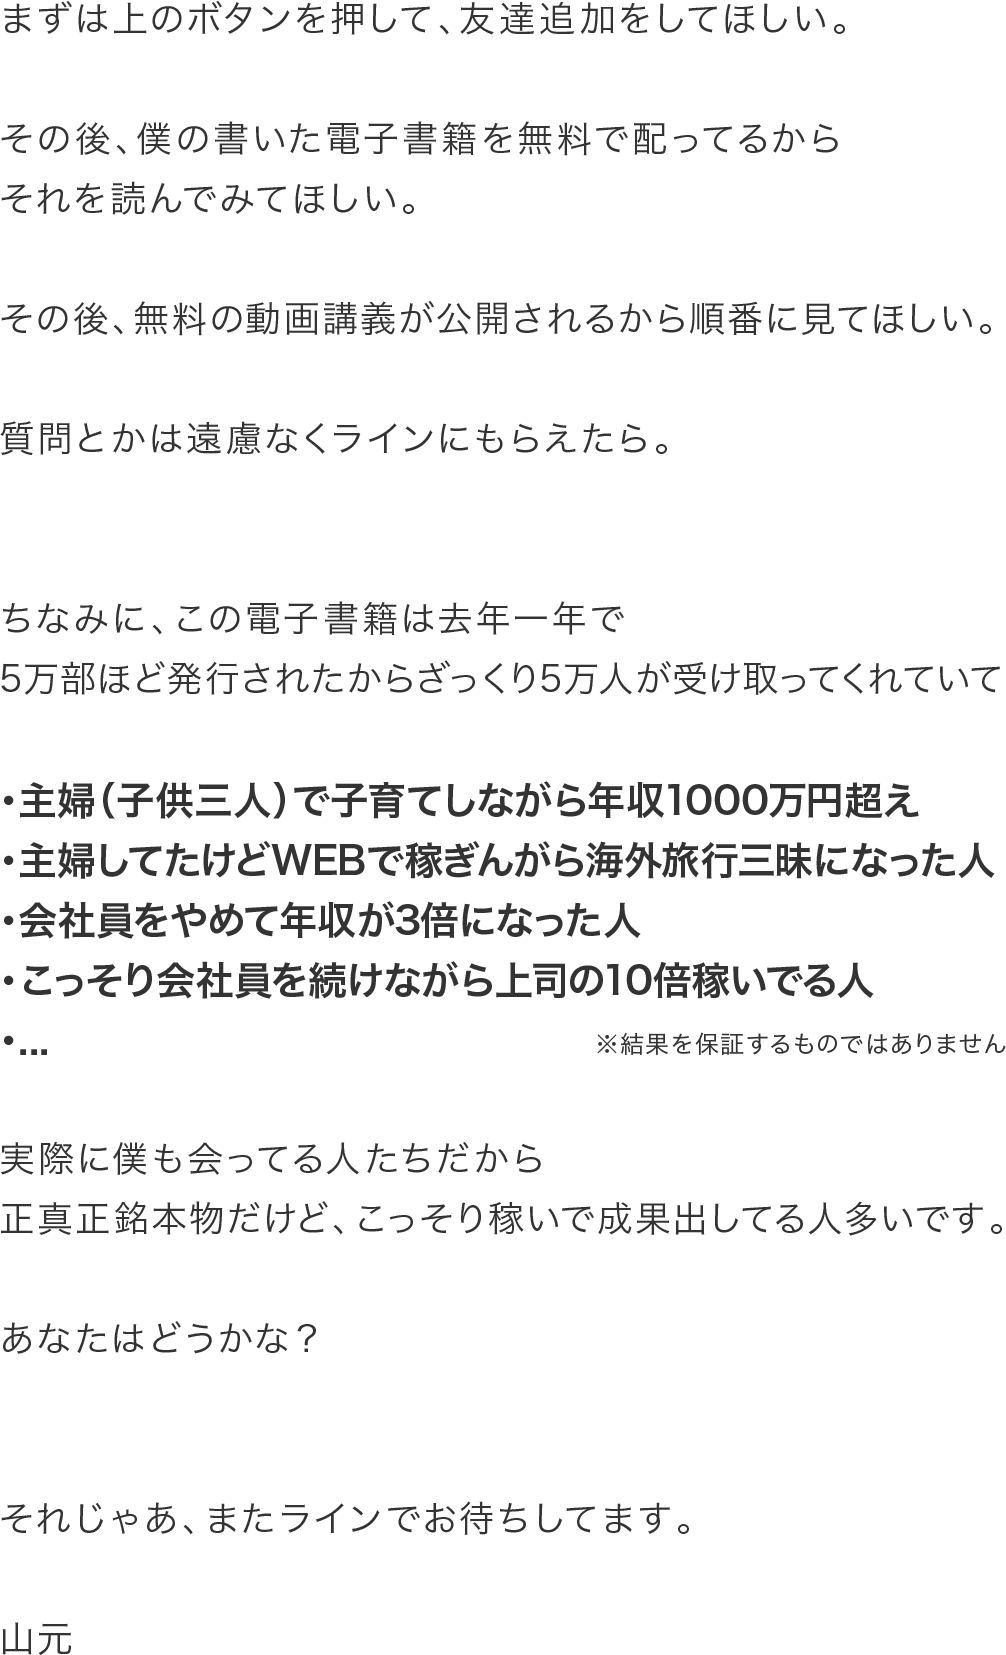 まずは上のボタンを押して、友達追加をしてほしい。
その後、僕の書いた電子書籍を無料で配ってるから
それを読んでみてほしい。
その後、無料の動画講義が公開されるから順番に見てほしい。
質問とかは遠慮なくラインにもらえたら。
ちなみに、この電子書籍は去年一年で
5万部ほど発行されたからざっくり5万人が受け取ってくれていて
・主婦（子供三人）で子育てしながら年収1000万円超え
・主婦してたけどWEBで稼ぎんがら海外旅行三昧になった人
・会社員をやめて年収が3倍になった人
・こっそり会社員を続けながら上司の10倍稼いでる人
・...
※結果を保証するものではありません
実際に僕も会ってる人たちだから
正真正銘本物だけど、こっそり稼いで成果出してる人多いです。
あなたはどうかな？
それじゃあ、またラインでお待ちしてます。
山元